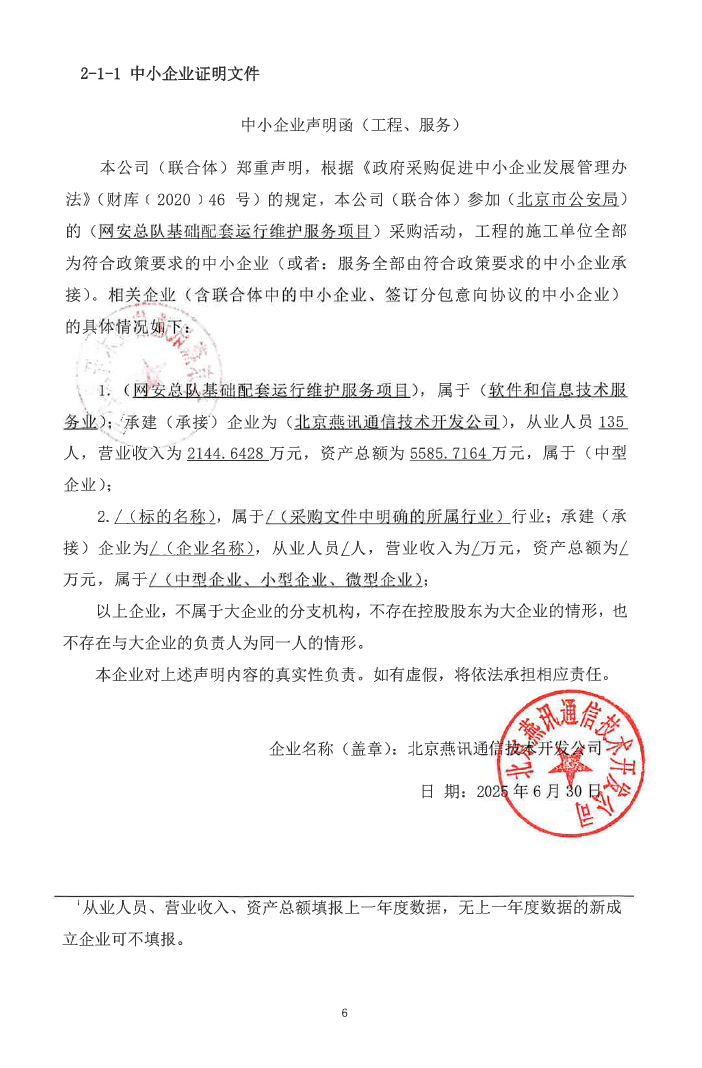 2-1-1 中小企业证明文件
中小企业声明函（工程、服务）
本公司（联合体）郑重声明，根据《政府采购促进中小企业发展管理办
法》（财库﹝2020﹞46 号）的规定，本公司（联合体）参加（北京市公安局）
的（网安总队基础配套运行维护服务项目）采购活动，工程的施工单位全部
为符合政策要求的中小企业（或者：服务全部由符合政策要求的中小企业承
接）。相关企业（含联合体中的中小企业、签订分包意向协议的中小企业）
的具体情况如下：
1. （网安总队基础配套运行维护服务项目），属于（软件和信息技术服
务业）；承建（承接）企业为（北京燕讯通信技术开发公司），从业人员 135
人，营业收入为 2144.6428 万元，资产总额为 5585.7164 万元，属于（中型
企业）；
2. /（标的名称），属于/（采购文件中明确的所属行业）行业；承建（承
接）企业为/（企业名称），从业人员/人，营业收入为/万元，资产总额为/
万元，属于/（中型企业、小型企业、微型企业）；
以上企业，不属于大企业的分支机构，不存在控股股东为大企业的情形，也
不存在与大企业的负责人为同一人的情形。
本企业对上述声明内容的真实性负责。如有虚假，将依法承担相应责任。
企业名称（盖章）：北京燕讯通信技术开发公司
日 期：2025 年 6 月 30 日
北京燕讯通信技术开发公司
¹从业人员、营业收入、资产总额填报上一年度数据，无上一年度数据的新成
立企业可不填报。
6